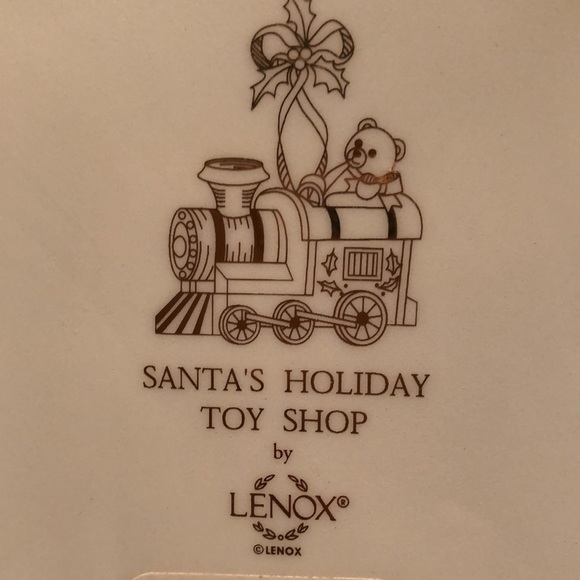 SANTA'S HOLIDAY
TOY SHOP
by
LENOX®
©LENOX